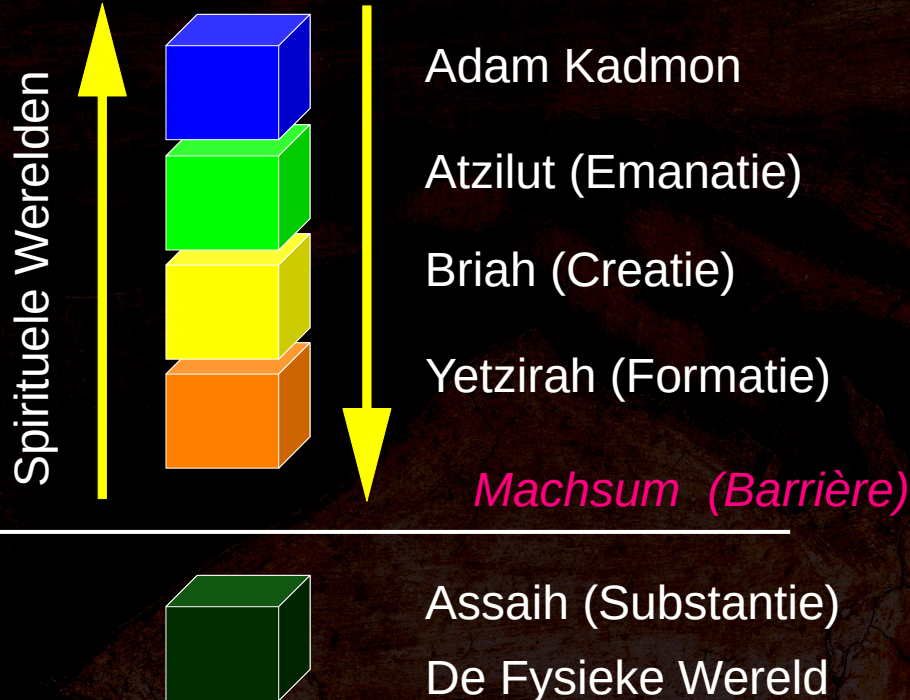 Spirituele Werelden
Adam Kadmon
Atzilut (Emanatie)
Briah (Creatie)
Yetzirah (Formatie)
Machsum (Barrière)
Assaih (Substantie)
De Fysieke Wereld